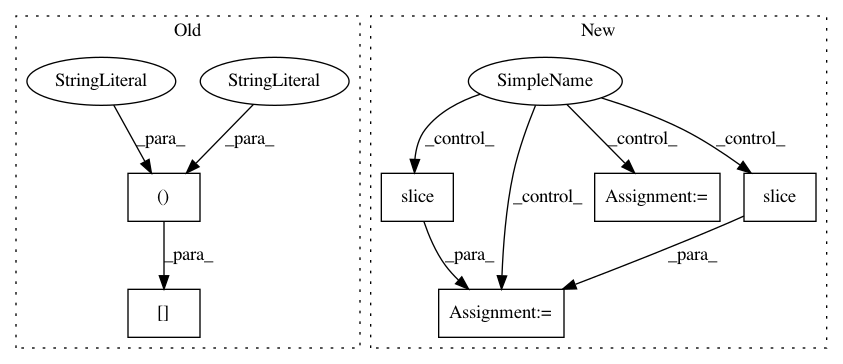 Old
New
StringLiteral
StringLiteral
SimpleName
_para_
_para_
_control_
_control_
_control_
_control_
()
slice
Assignment:=
slice
_para_
_para_
_para_
[]
Assignment:=